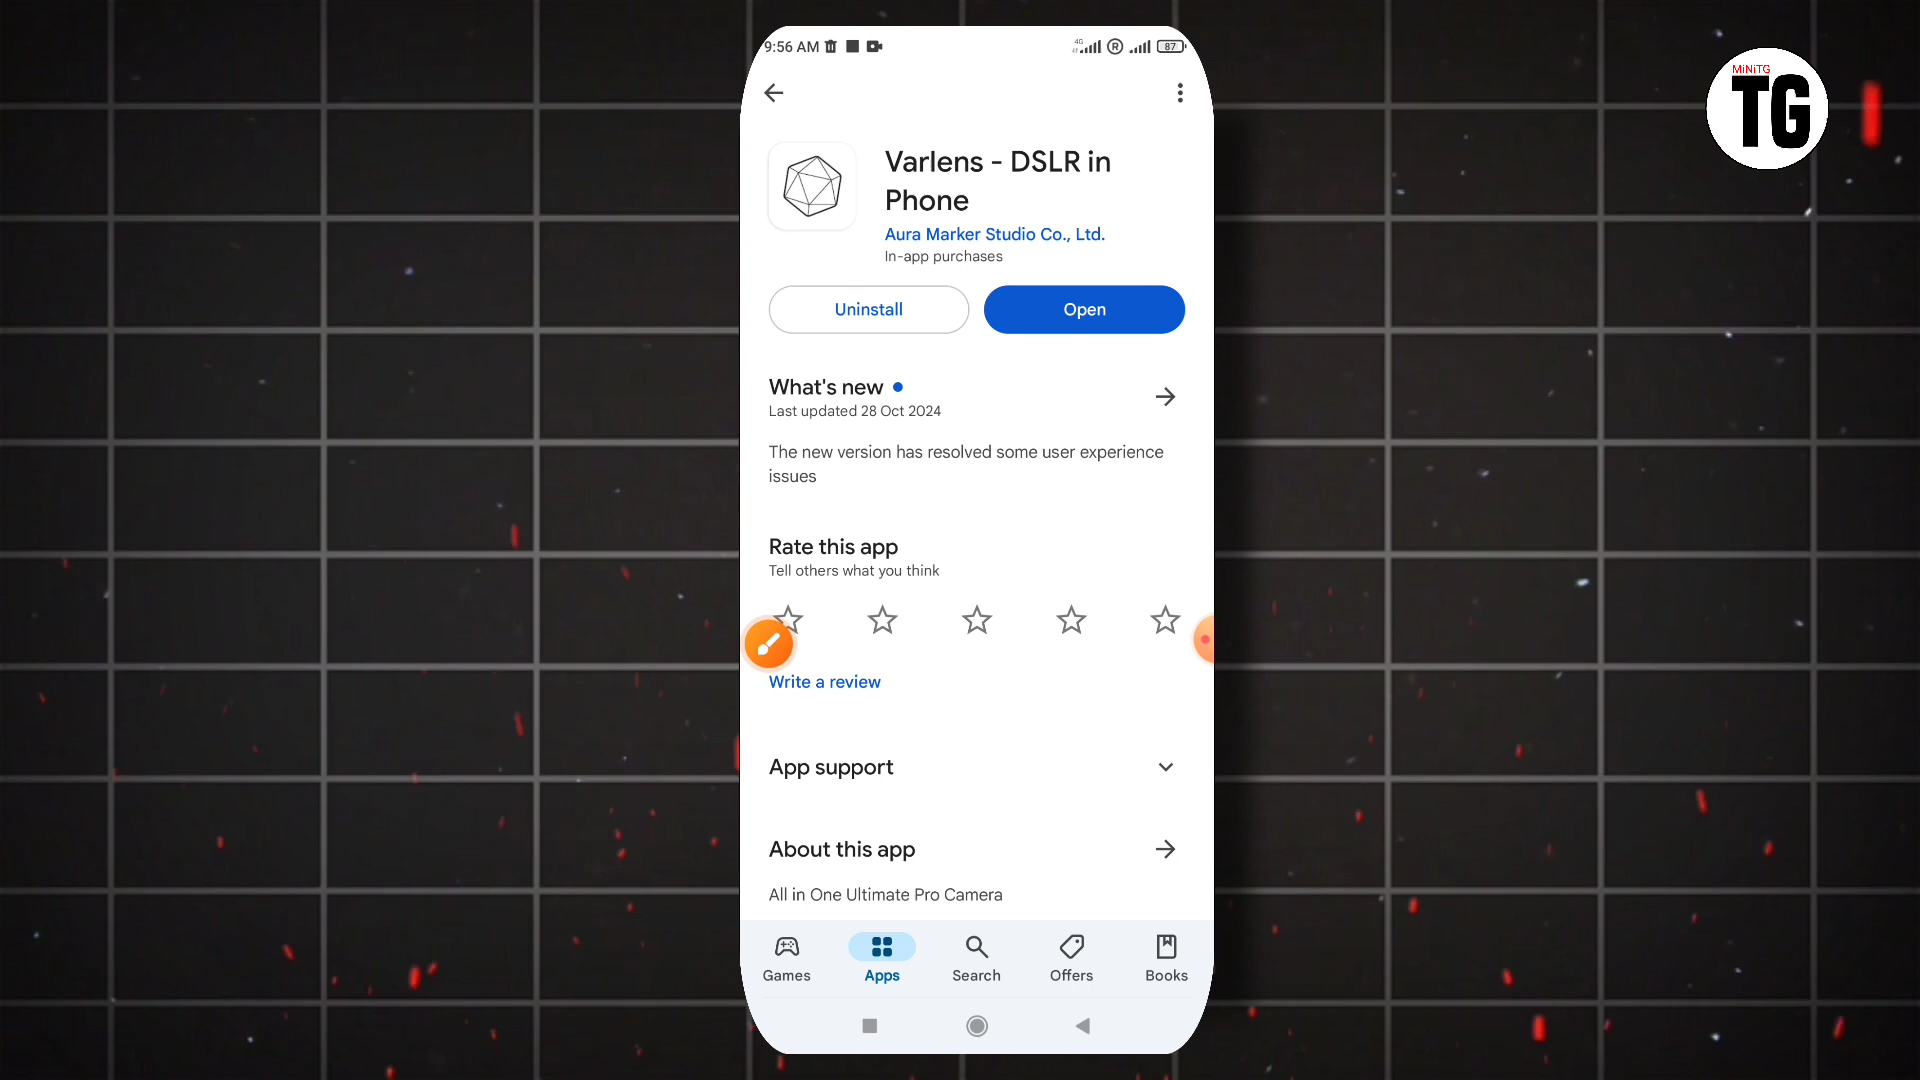 9:56 AM
4G
R
87
MiNiTG
TG
Varlens - DSLR in
Phone
Aura Marker Studio Co., Ltd.
In-app purchases
Uninstall
Open
What's new
Last updated 28 Oct 2024
The new version has resolved some user experience
issues
Rate this app
Tell others what you think
Write a review
App support
About this app
All in One Ultimate Pro Camera
Games
Apps
Search
Offers
Books